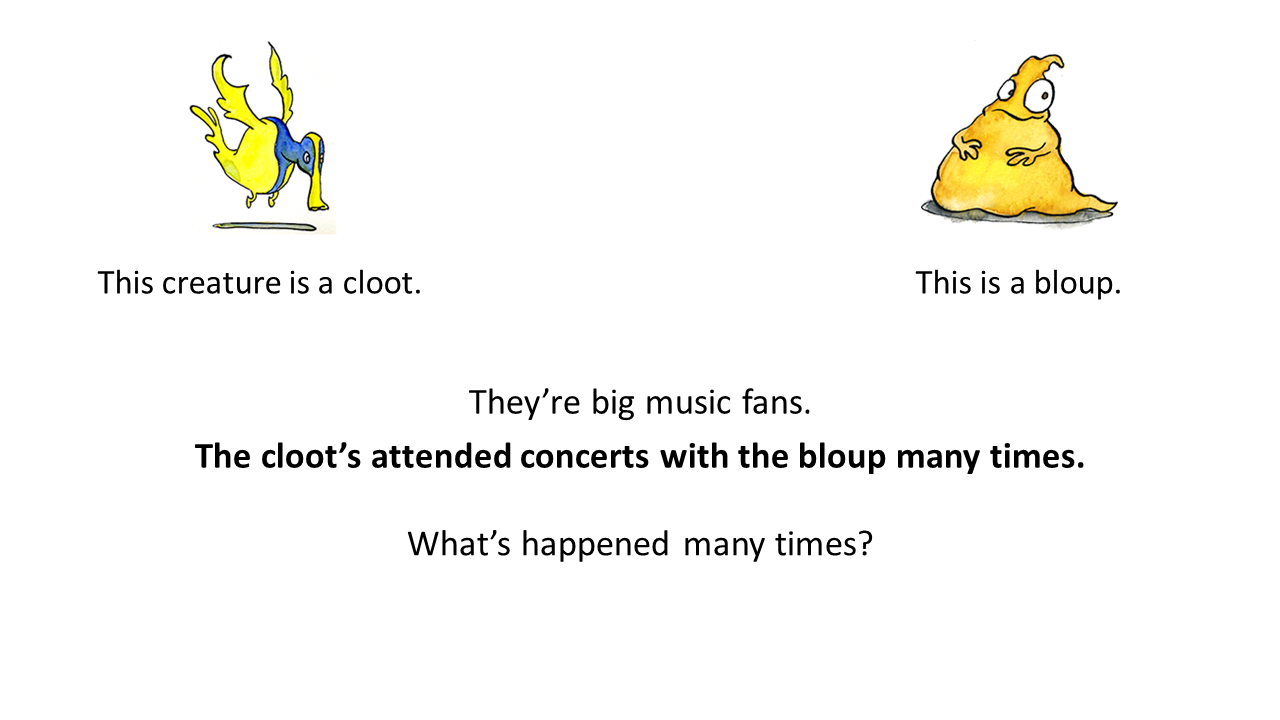 This creature is a cloot.
This is a bloup.
They’re big music fans.
The cloot’s attended concerts with the bloup many times.
What’s happened many times?